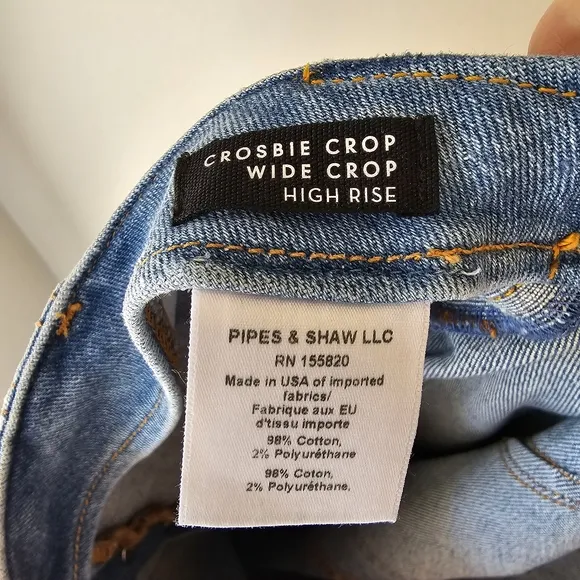 CROSBIE CROP
WIDE CROP
HIGH RISE
PIPES & SHAW LLC
RN 155820
Made in USA of imported
fabrics/
Fabrique aux EU
d'tissu importe
98% Cotton,
2% Polyurethane
98% Coton,
2% Polyuréthane.